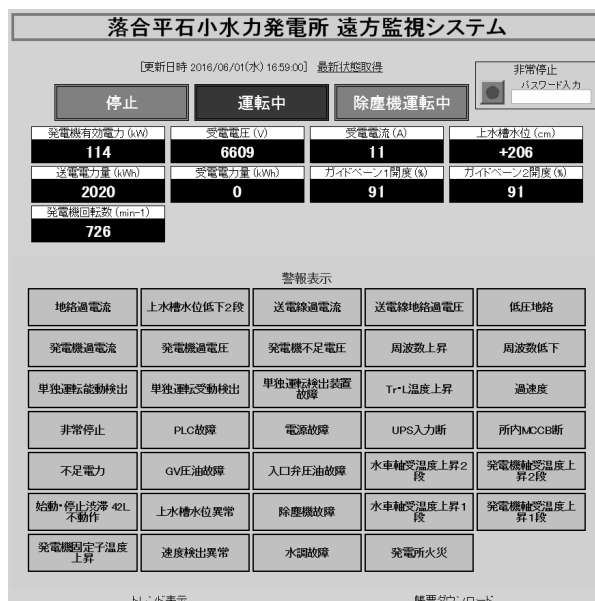 落合平石小水力発電所 遠方監視システム
[更新日時 2016/06/01(水) 16:59:00] 最新状態取得
非常停止
パスワード入力
停止 運転中 除塵機運転中
発電機有効電力 (kW) 受電電圧 (V) 受電電流 (A) 上水槽水位 (cm)
114 6609 11 +206
送電電力量 (kWh) 受電電力量 (kWh) ガイドベーン1開度 (%) ガイドベーン2開度 (%)
2020 0 91 91
発電機回転数 (min-1)
726
警報表示
地絡過電流 上水槽水位低下2段 送電線過電流 送電線地絡過電圧 低圧地絡
発電機過電流 発電機過電圧 発電機不足電圧 周波数上昇 周波数低下
単独運転能動検出 単独運転受動検出 単独運転検出装置故障 Tr・L温度上昇 過速度
非常停止 PLC故障 電源故障 UPS入力断 所内MCCB断
不足電力 GV圧油故障 入口弁圧油故障 水車軸受温度上昇2段 発電機軸受温度上昇2段
始動・停止渋滞 42L不動作 上水槽水位異常 除塵機故障 水車軸受温度上昇1段 発電機軸受温度上昇1段
発電機固定子温度上昇 速度検出異常 水調故障 発電所火災
トレンド表示 帳票ダウンロード